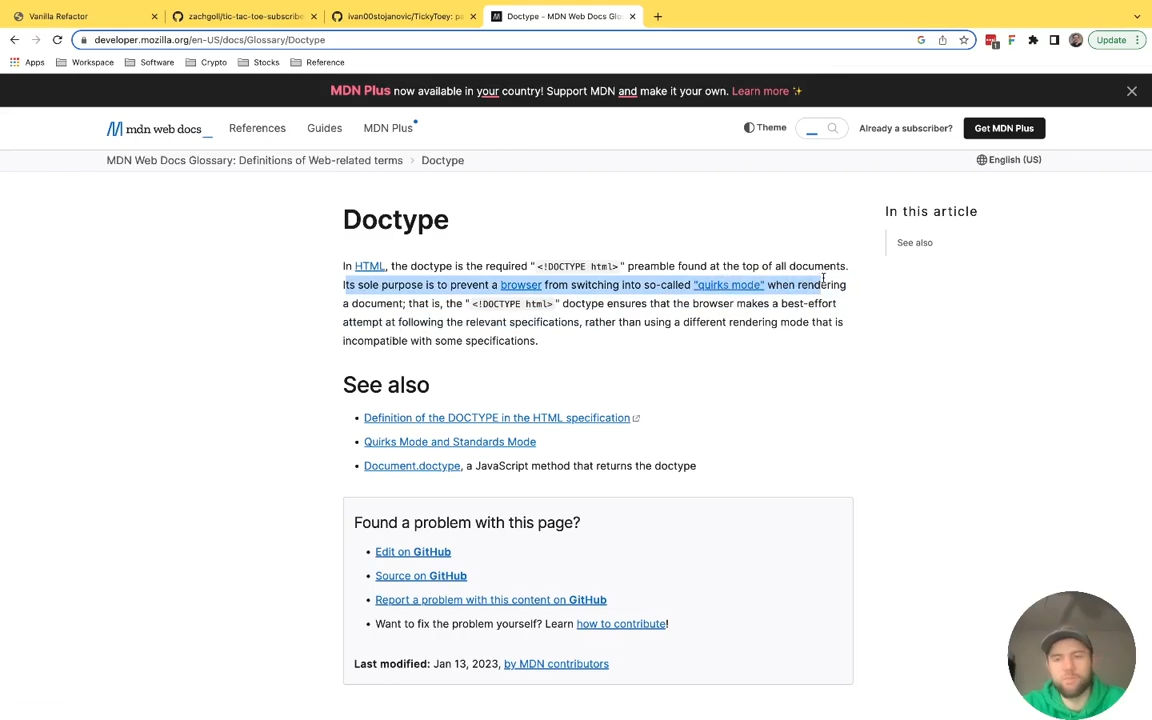 Vanilla Refactor
zachgoll/tic-tac-toe-subscribe
ivan00stojanovic/TickyToey: pa
Doctype - MDN Web Docs Glo
developer.mozilla.org/en-US/docs/Glossary/Doctype
Update
Apps Workspace Software Crypto Stocks Reference
MDN Plus now available in your country! Support MDN and make it your own. Learn more ✨
mdn web docs_ References Guides MDN Plus Theme Already a subscriber? Get MDN Plus
MDN Web Docs Glossary: Definitions of Web-related terms > Doctype English (US)
Doctype
In HTML, the doctype is the required "<!DOCTYPE html>" preamble found at the top of all documents.
Its sole purpose is to prevent a browser from switching into so-called "quirks mode" when rendering
a document; that is, the "<!DOCTYPE html>" doctype ensures that the browser makes a best-effort
attempt at following the relevant specifications, rather than using a different rendering mode that is
incompatible with some specifications.
See also
• Definition of the DOCTYPE in the HTML specification
• Quirks Mode and Standards Mode
• Document.doctype, a JavaScript method that returns the doctype
Found a problem with this page?
• Edit on GitHub
• Source on GitHub
• Report a problem with this content on GitHub
• Want to fix the problem yourself? Learn how to contribute!
Last modified: Jan 13, 2023, by MDN contributors
In this article
See also